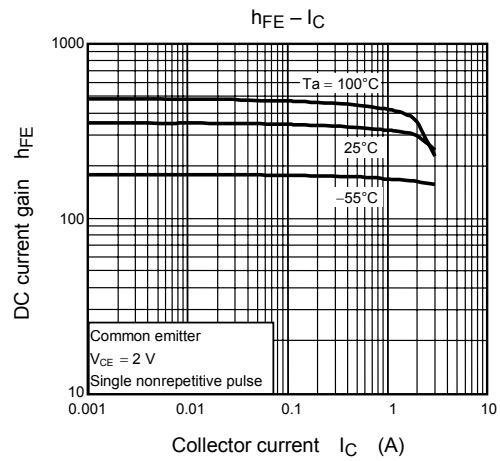 hFE – IC
1000
Ta = 100°C
25°C
–55°C
100
10
DC current gain hFE
Common emitter
VCE = 2 V
Single nonrepetitive pulse
0.001
0.01
0.1
1
10
Collector current IC (A)